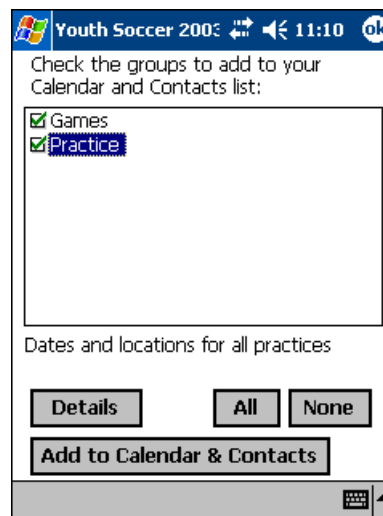 Youth Soccer 2003 11:10 ok
Check the groups to add to your
Calendar and Contacts list:
Games
Practice
Dates and locations for all practices
Details All None
Add to Calendar & Contacts